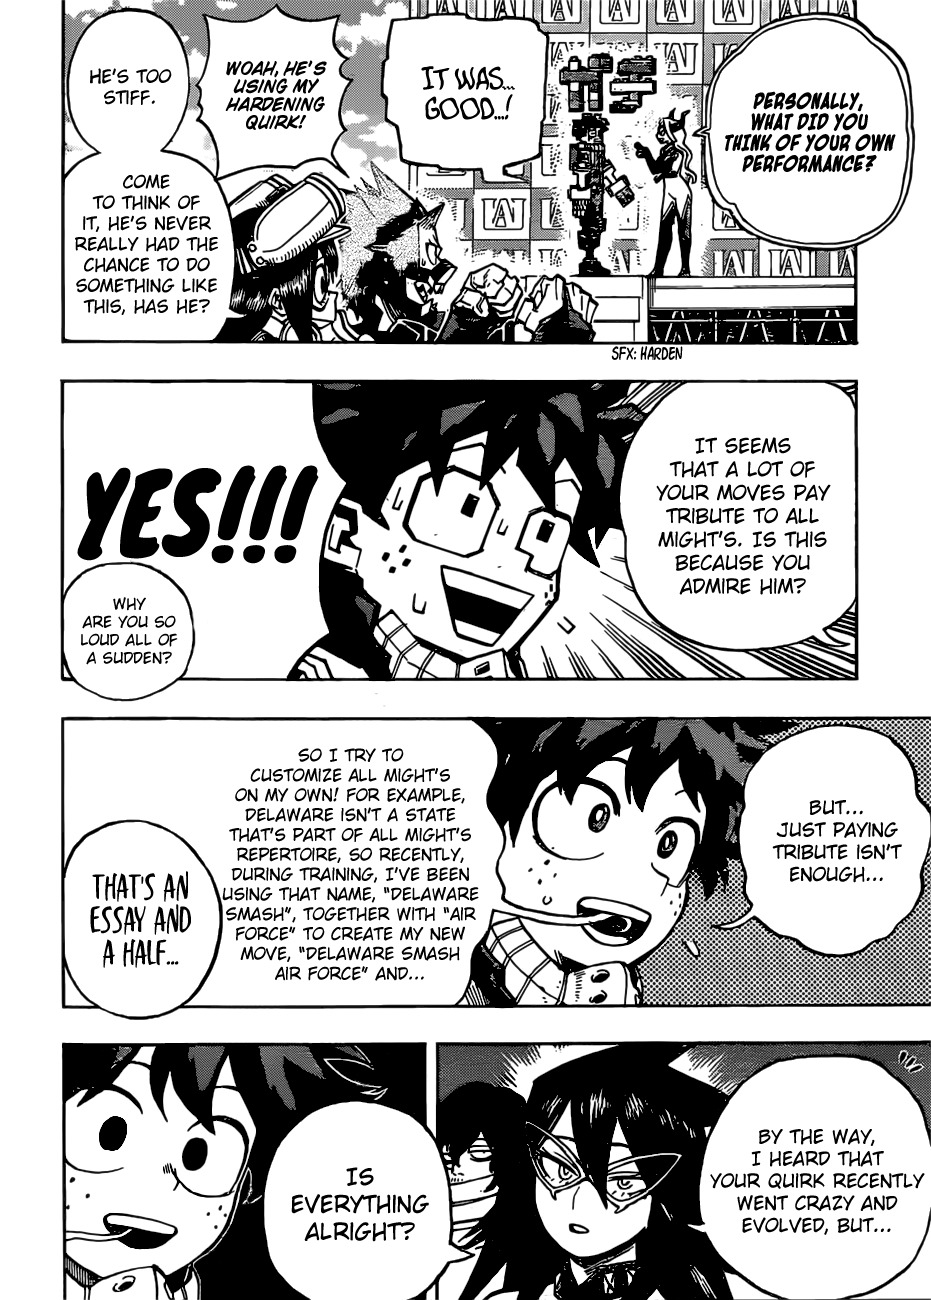 PERSONALLY,
WHAT DID YOU
THINK OF YOUR OWN
PERFORMANCE?
IT WAS...
GOOD...!
WOAH, HE'S
USING MY
HARDENING
QUIRK!
HE'S TOO
STIFF.
COME
TO THINK OF
IT, HE'S NEVER
REALLY HAD THE
CHANCE TO DO
SOMETHING LIKE
THIS, HAS HE?
SFX: HARDEN
IT SEEMS
THAT A LOT OF
YOUR MOVES PAY
TRIBUTE TO ALL
MIGHT'S. IS THIS
BECAUSE YOU
ADMIRE HIM?
YES!!!
WHY
ARE YOU SO
LOUD ALL OF
A SUDDEN?
BUT...
JUST PAYING
TRIBUTE ISN'T
ENOUGH...
SO I TRY TO
CUSTOMIZE ALL MIGHT'S
ON MY OWN! FOR EXAMPLE,
DELAWARE ISN'T A STATE
THAT'S PART OF ALL MIGHT'S
REPERTOIRE, SO RECENTLY,
DURING TRAINING, I'VE BEEN
USING THAT NAME, "DELAWARE
SMASH", TOGETHER WITH "AIR
FORCE" TO CREATE MY NEW
MOVE, "DELAWARE SMASH
AIR FORCE" AND...
THAT'S AN
ESSAY AND
A HALF...
BY THE WAY,
I HEARD THAT
YOUR QUIRK RECENTLY
WENT CRAZY AND
EVOLVED, BUT...
IS
EVERYTHING
ALRIGHT?